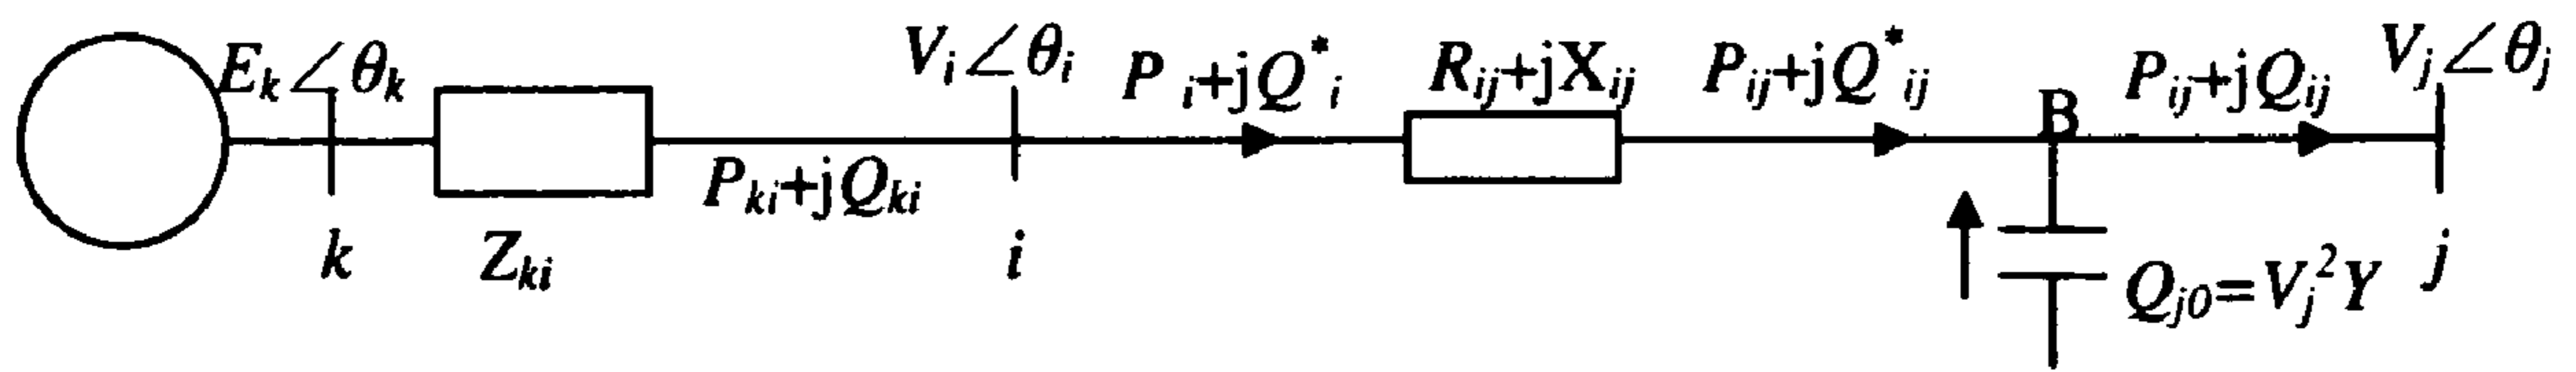 E_k∠θ_k
V_i∠θ_i
P_i+jQ^*_i
R_ij+jX_ij
P_ij+jQ^*_ij
B
P_ij+jQ_ij
V_j∠θ_j
P_ki+jQ_ki
k
Z_ki
i
Q_j0=V_j^2Y
j